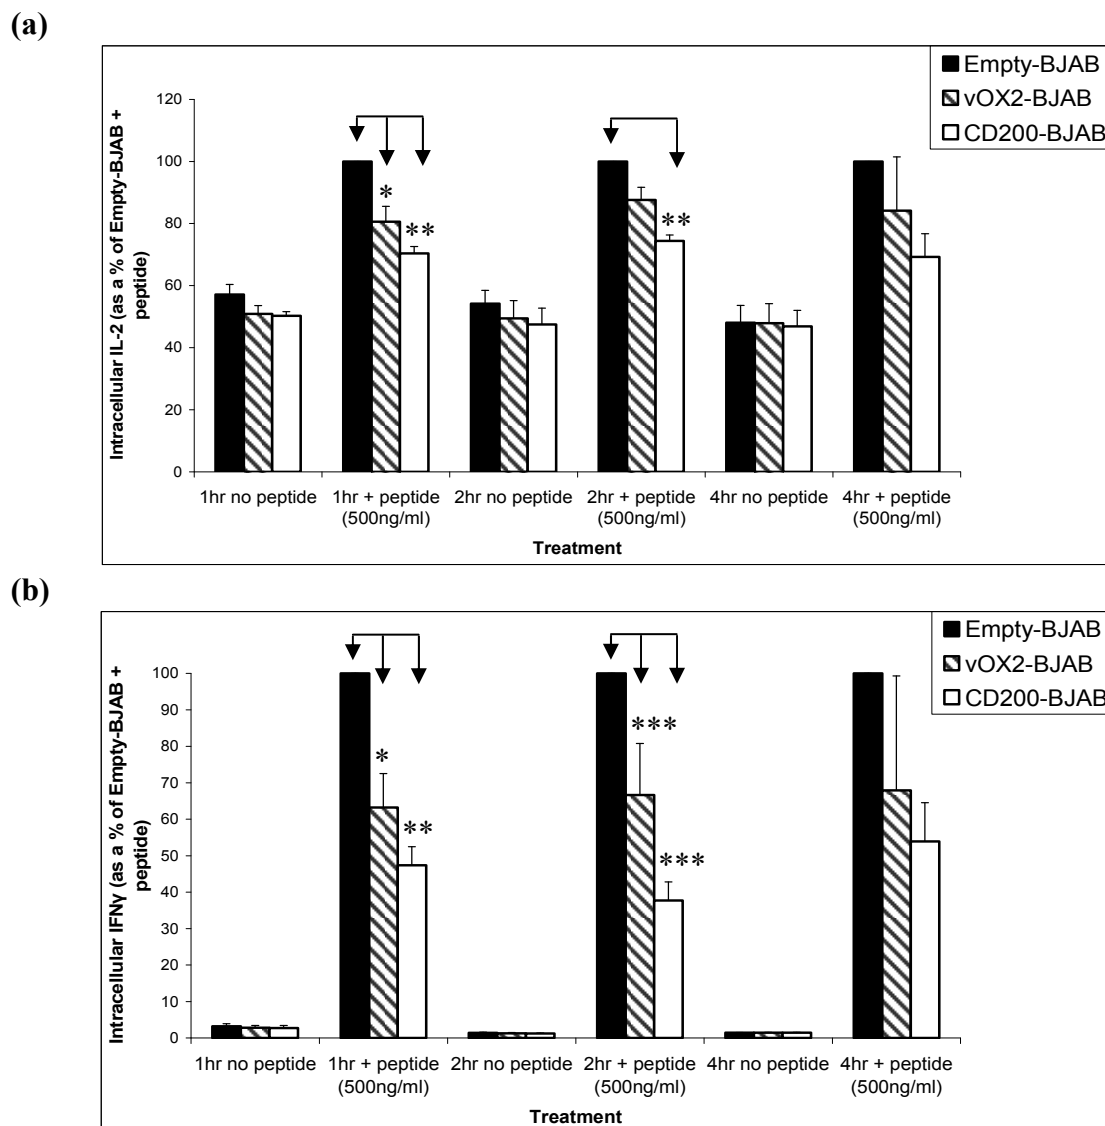 (a)
Empty-BJAB
vOX2-BJAB
CD200-BJAB
Intracellular IL-2 (as a % of Empty-BJAB +
peptide)
120
100
80
60
40
20
0
*
**
**
1hr no peptide
1hr + peptide
(500ng/ml)
2hr no peptide
2hr + peptide
(500ng/ml)
4hr no peptide
4hr + peptide
(500ng/ml)
Treatment
(b)
Empty-BJAB
vOX2-BJAB
CD200-BJAB
Intracellular IFNγ (as a % of Empty-BJAB +
peptide)
100
90
80
70
60
50
40
30
20
10
0
*
**
***
***
1hr no peptide
1hr + peptide
(500ng/ml)
2hr no peptide
2hr + peptide
(500ng/ml)
4hr no peptide
4hr + peptide
(500ng/ml)
Treatment